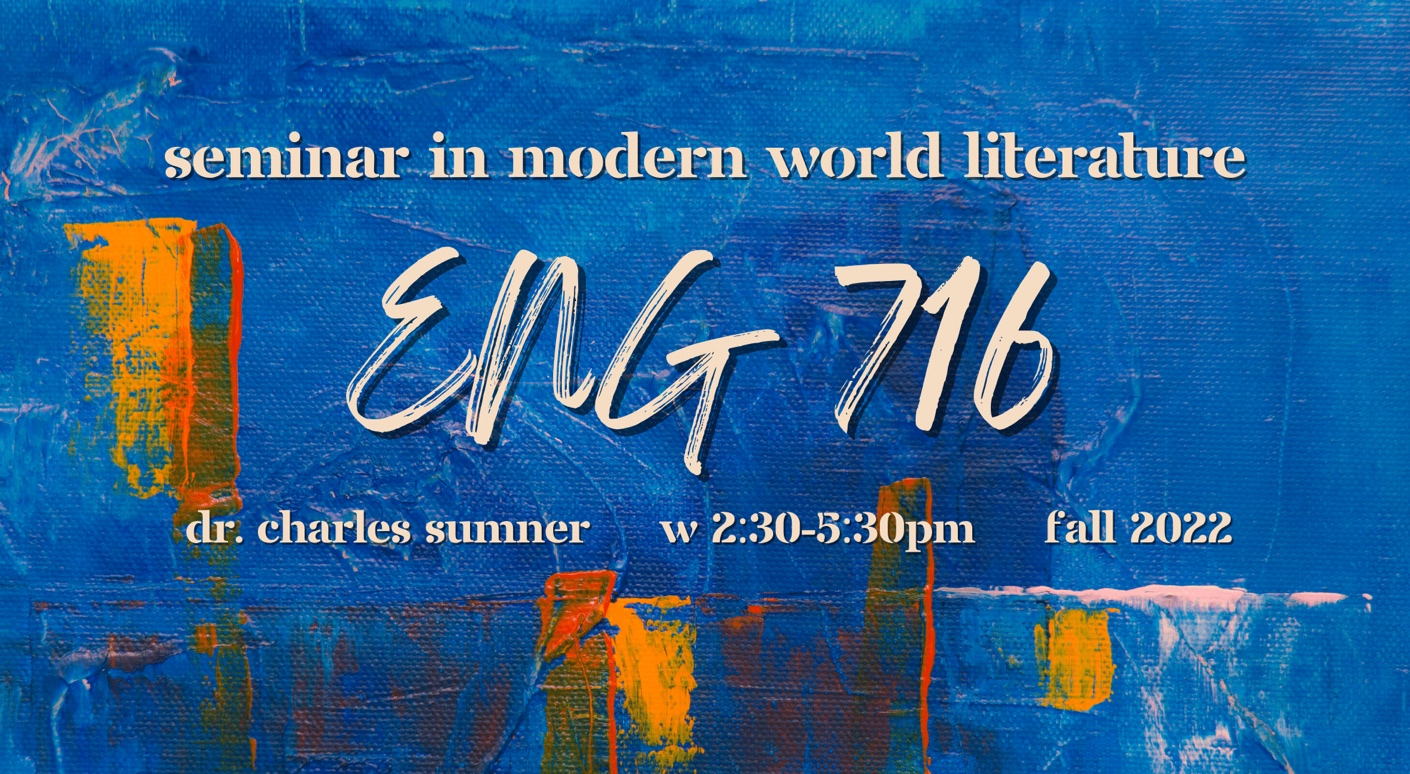 seminar in modern world literature
ENG 716
dr. charles sumner w 2:30-5:30pm fall 2022